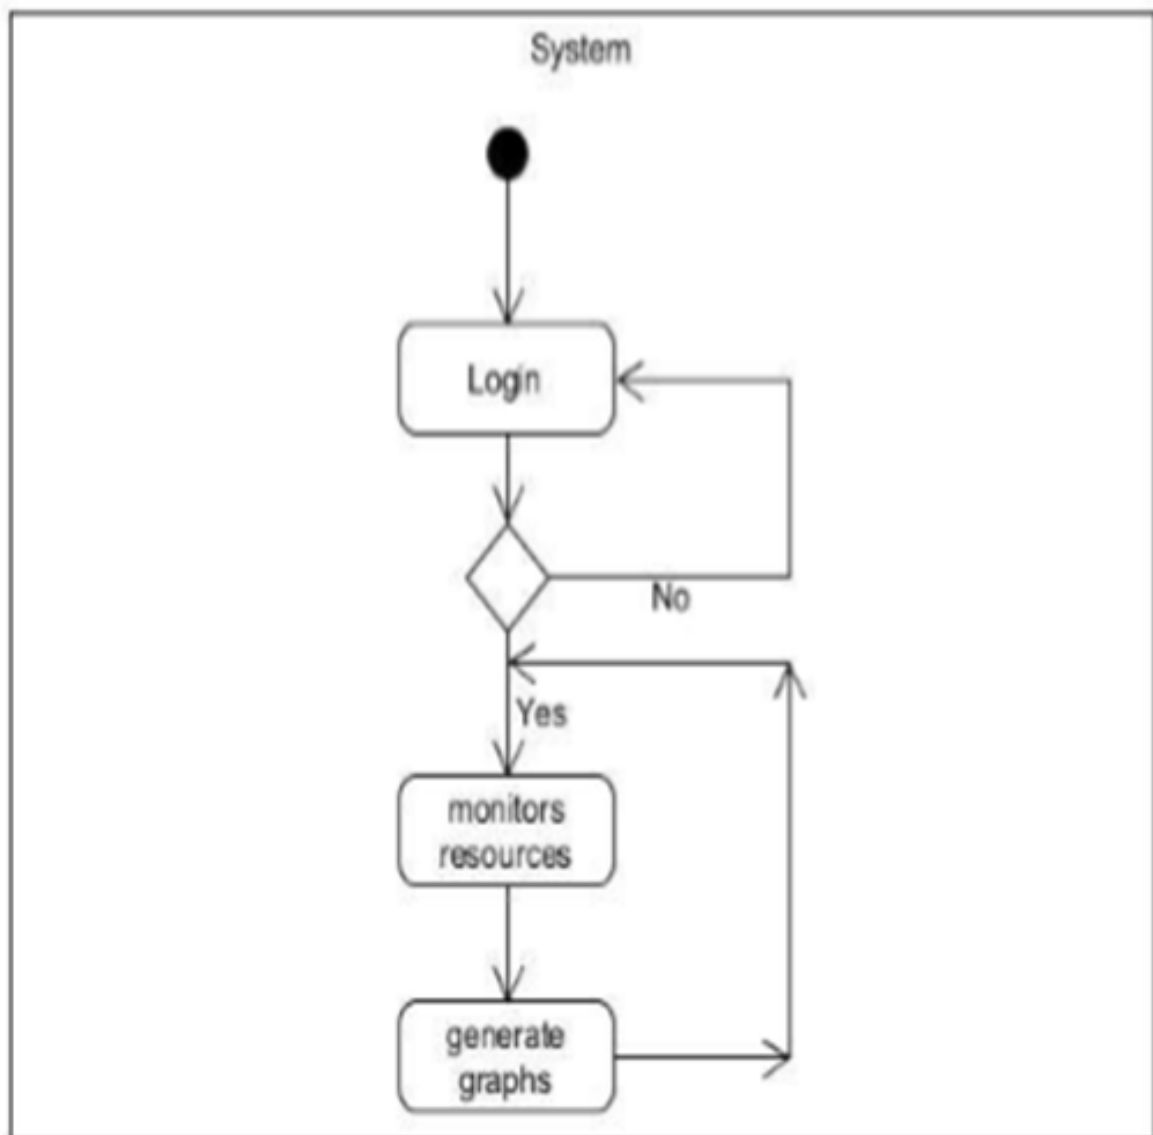 System
Login
No
Yes
monitors
resources
generate
graphs